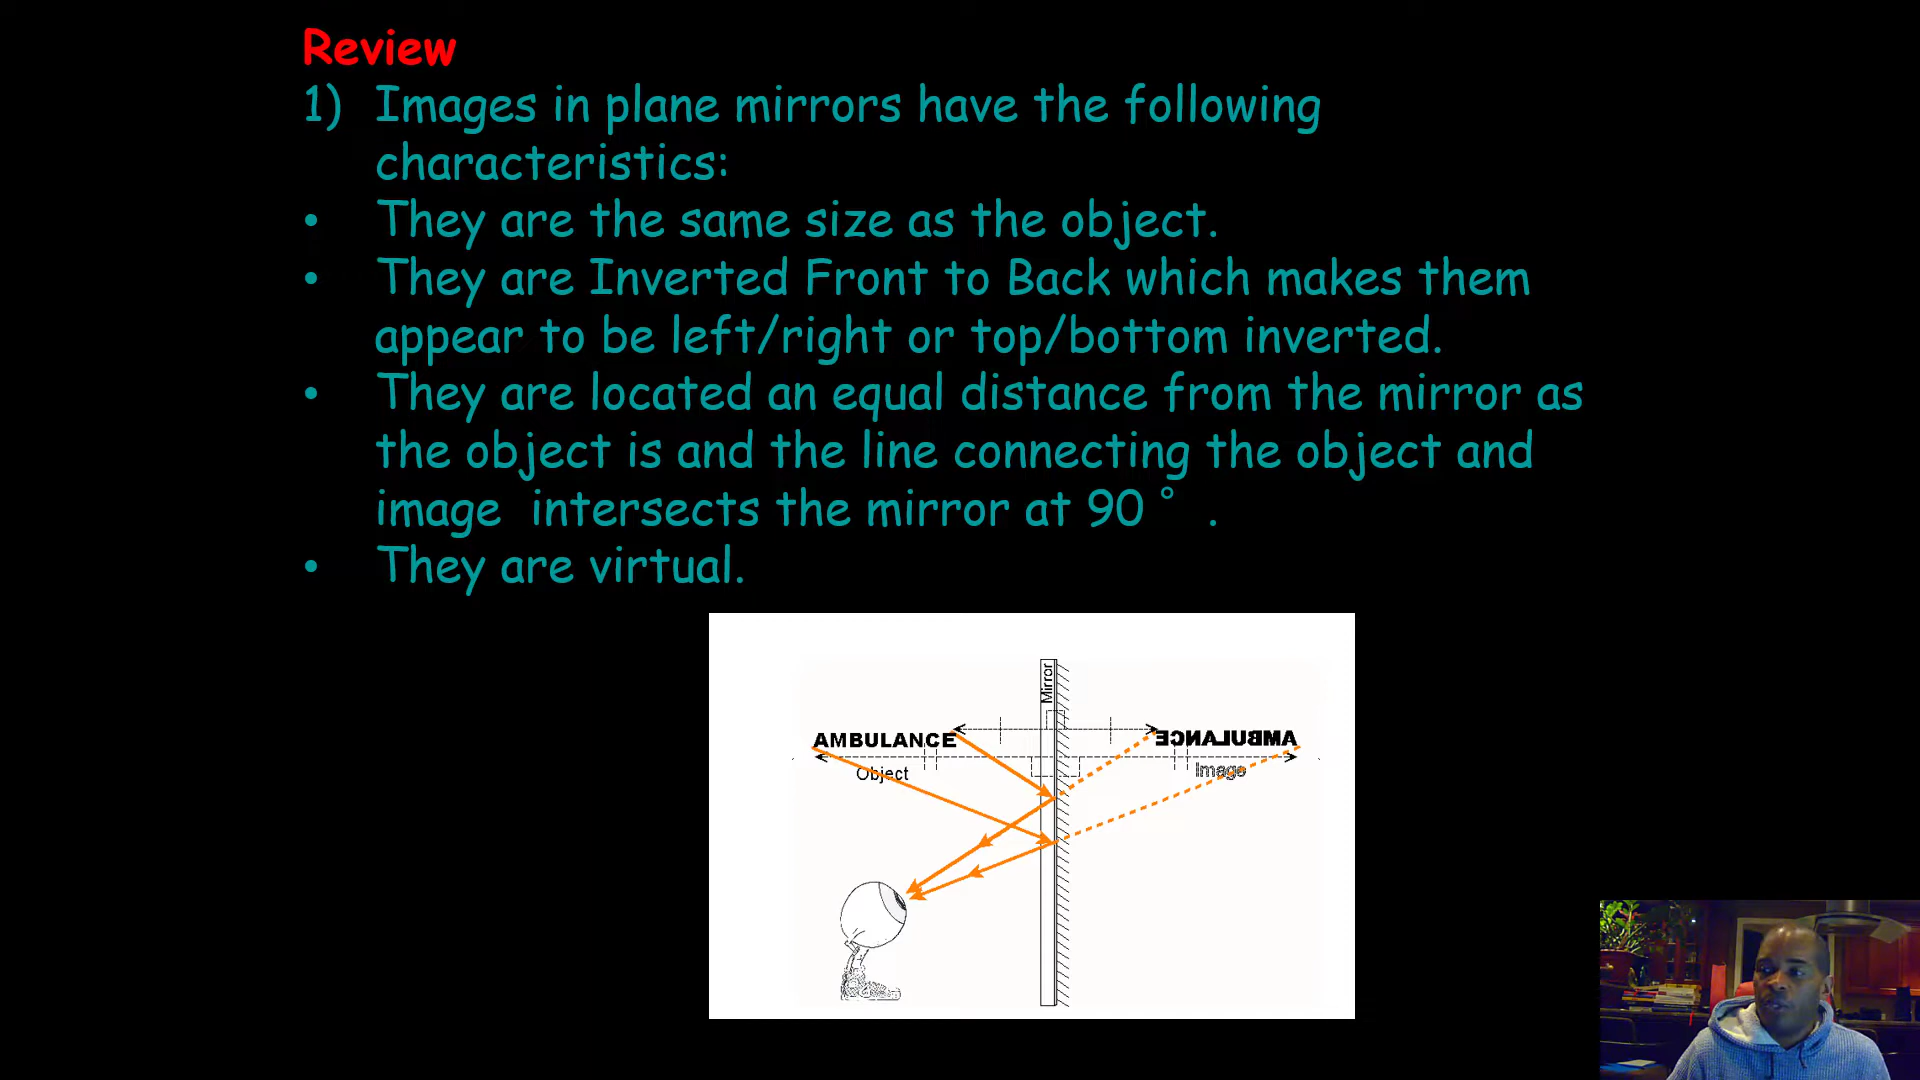 Review
1) Images in plane mirrors have the following
characteristics:
• They are the same size as the object.
• They are Inverted Front to Back which makes them
appear to be left/right or top/bottom inverted.
• They are located an equal distance from the mirror as
the object is and the line connecting the object and
image intersects the mirror at 90 ° .
• They are virtual.
Mirror
AMBULANCE
AMBULANCE
Object
Image